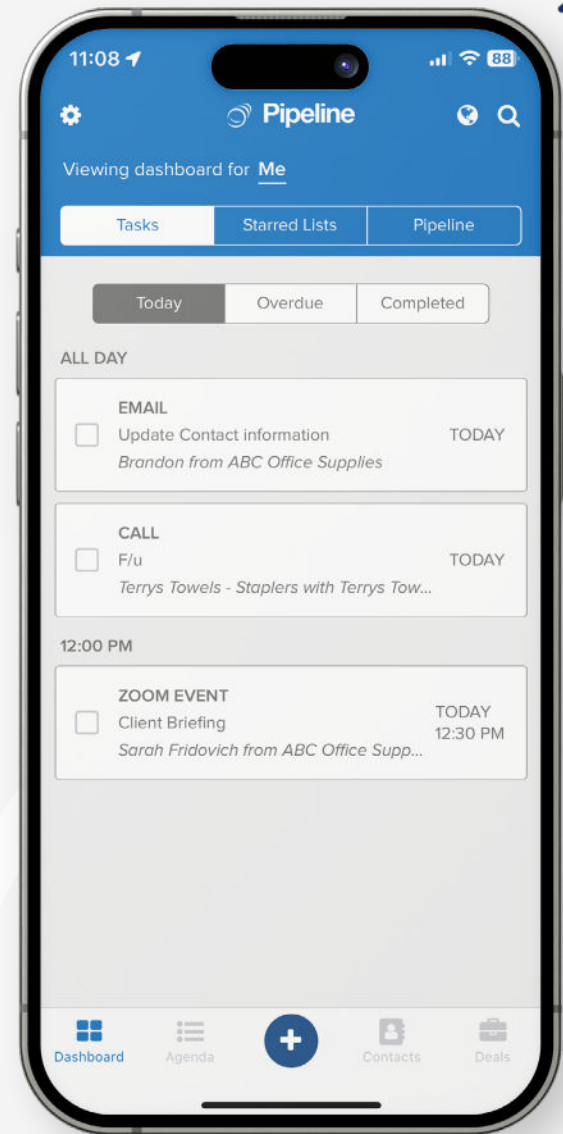 11:08
88
Pipeline
Viewing dashboard for Me
Tasks Starred Lists Pipeline
Today Overdue Completed
ALL DAY
EMAIL
Update Contact information TODAY
Brandon from ABC Office Supplies
CALL
F/u TODAY
Terrys Towels - Staplers with Terrys Tow...
12:00 PM
ZOOM EVENT
Client Briefing TODAY
12:30 PM
Sarah Fridovich from ABC Office Supp...
Dashboard Agenda Contacts Deals